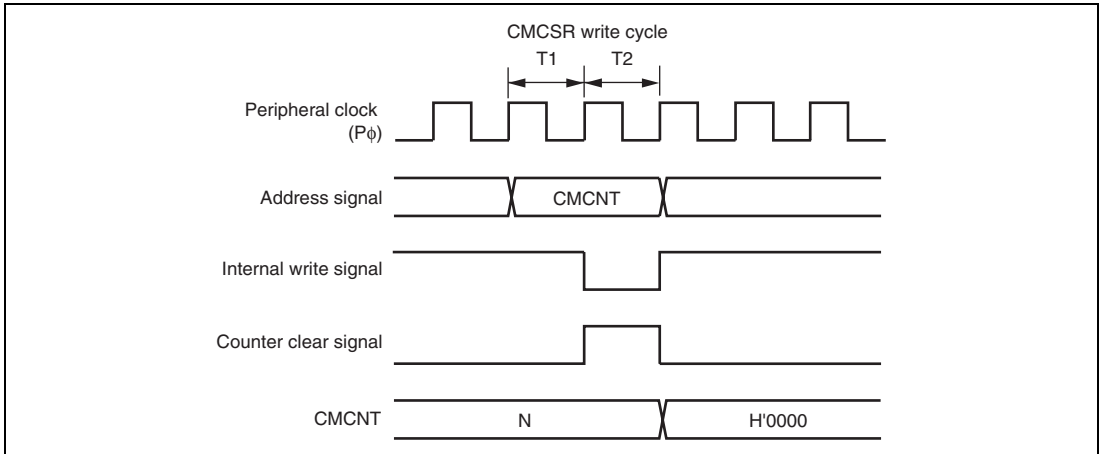 CMCSR write cycle
T1 T2
Peripheral clock
(Pϕ)
Address signal CMCNT
Internal write signal
Counter clear signal
CMCNT N H'0000